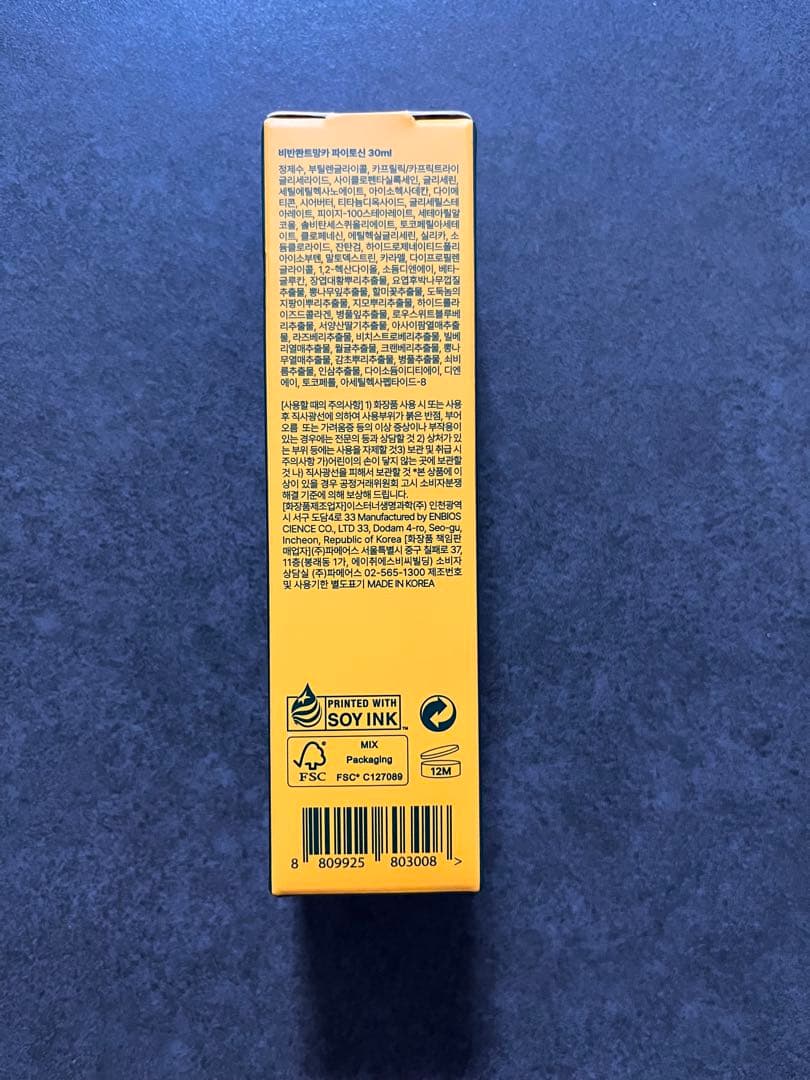 비반짠트망카 파이토신 30ml
정제수, 부틸렌글라이콜, 카프릴릭/카프릭트라이
글리세라이드, 사이클로펜타실록세인, 글리세린,
세틸에틸헥사노에이트, 아이소헥사데칸, 다이메
티콘, 시어버터, 티타늄디옥사이드, 글리세릴스테
아레이트, 피이지-100스테아레이트, 세테아릴알
코올, 솔비탄세스퀴올리에이트, 토코페릴아세테
이트, 클로페네신, 에틸헥실글리세린, 실리카, 소
듐클로라이드, 잔탄검, 하이드로제네이티드폴리
아이소부텐, 말토덱스트린, 카라멜, 다이프로필렌
글라이콜, 1,2-헥산다이올, 소듐디엔에이, 베타-
글루칸, 장엽대황뿌리추출물, 요엽후박나무껍질
추출물, 뽕나무잎추출물, 할미꽃추출물, 도둑놈의
지팡이뿌리추출물, 지모뿌리추출물, 하이드롤라
이즈드콜라겐, 병풀잎추출물, 로우스위트블루베
리추출물, 서양산딸기추출물, 아사이팜열매추출
물, 라즈베리추출물, 비치스트로베리추출물, 빌베
리열매추출물, 월귤추출물, 크랜베리추출물, 뽕나
무열매추출물, 감초뿌리추출물, 병풀추출물, 쇠비
름추출물, 인삼추출물, 다이소듐이디티에이, 디엔
에이, 토코페롤, 아세틸헥사펩타이드-8
[사용할 때의 주의사항] 1) 화장품 사용 시 또는 사용
후 직사광선에 의하여 사용부위가 붉은 반점, 부어
오름 또는 가려움증 등의 이상 증상이나 부작용이
있는 경우에는 전문의 등과 상담할 것 2) 상처가 있
는 부위 등에는 사용을 자제할 것3) 보관 및 취급 시
주의사항 가)어린이의 손이 닿지 않는 곳에 보관할
것 나) 직사광선을 피해서 보관할 것 *본 상품에 이
상이 있을 경우 공정거래위원회 고시 소비자분쟁
해결 기준에 의해 보상해 드립니다.
[화장품제조업자]이스터너생명과학(주) 인천광역
시 서구 도담4로 33 Manufactured by ENBIOS
CIENCE CO., LTD 33, Dodam 4-ro, Seo-gu,
Incheon, Republic of Korea [화장품 책임판
매업자](주)파메어스 서울특별시 중구 칠패로 37,
11층(봉래동 1가, 에이취에스비씨빌딩) 소비자
상담실 (주)파메어스 02-565-1300 제조번호
및 사용기한 별도표기 MADE IN KOREA
PRINTED WITH
SOY INK™
FSC
MIX
Packaging
FSC® C127089
12M
8 809925 803008 >